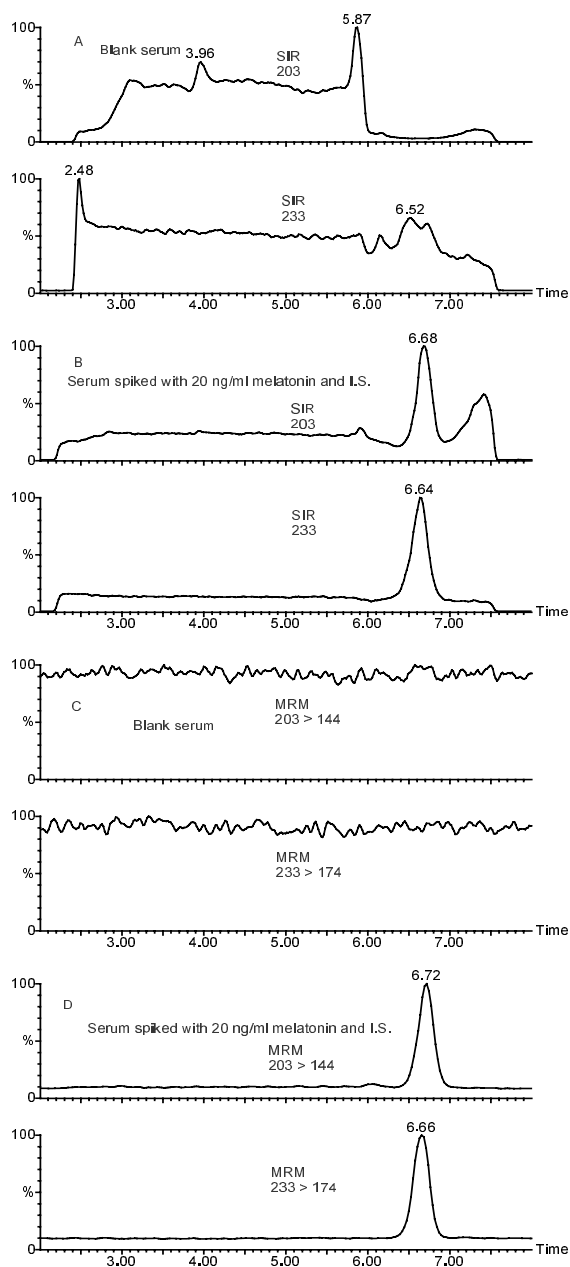 A
Blank serum
3.96
SIR
203
5.87
100
%
0
2.48
SIR
233
6.52
100
%
0
3.00 4.00 5.00 6.00 7.00 Time
B
Serum spiked with 20 ng/ml melatonin and I.S.
SIR
203
6.68
100
%
0
SIR
233
6.64
100
%
0
3.00 4.00 5.00 6.00 7.00 Time
C
Blank serum
MRM
203 > 144
100
%
0
MRM
233 > 174
100
%
0
3.00 4.00 5.00 6.00 7.00 Time
D
Serum spiked with 20 ng/ml melatonin and I.S.
MRM
203 > 144
6.72
100
%
0
MRM
233 > 174
6.66
100
%
0
3.00 4.00 5.00 6.00 7.00 Time